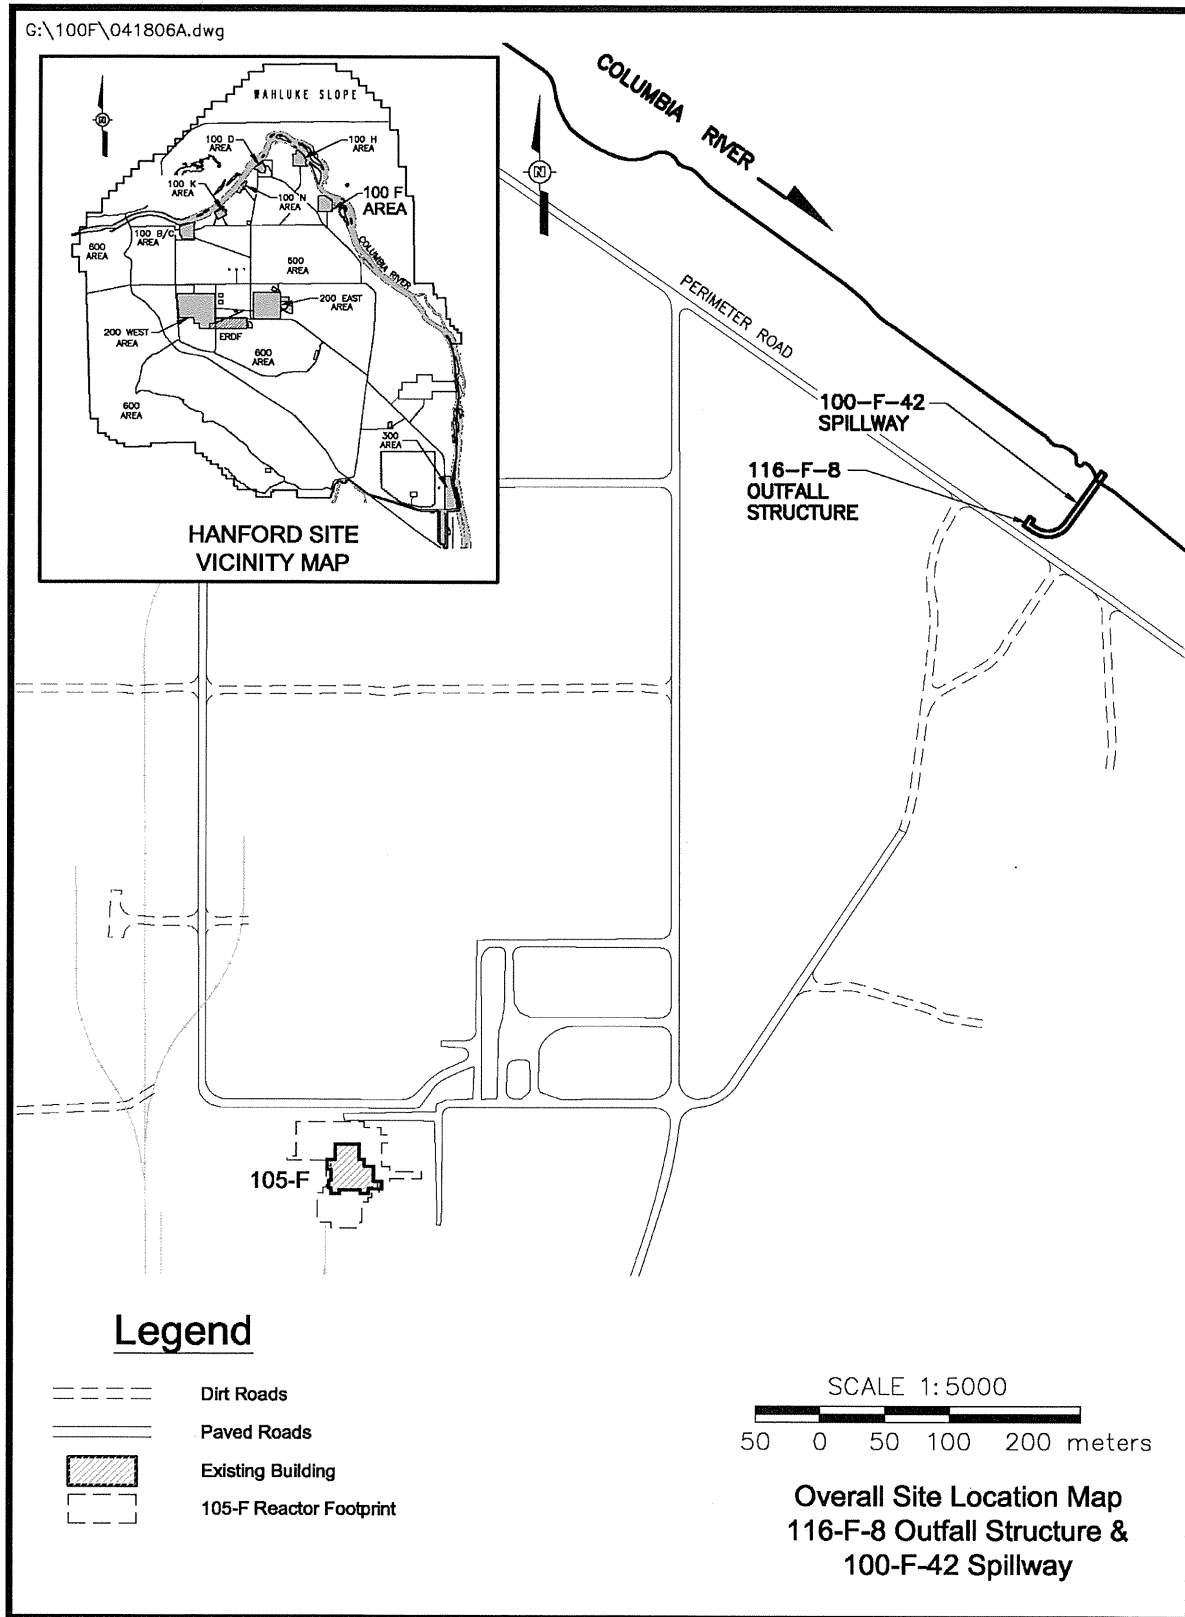 G:\100F\041806A.dwg
WAHLUKE SLOPE
N
100 D
AREA
100 H
AREA
100 K
AREA
100 N
AREA
100 F
AREA
100 B/C
AREA
600
AREA
600
AREA
COLUMBIA RIVER
200 EAST
AREA
200 WEST
AREA
ERDF
600
AREA
600
AREA
300
AREA
HANFORD SITE
VICINITY MAP
COLUMBIA RIVER
N
PERIMETER ROAD
100-F-42
SPILLWAY
116-F-8
OUTFALL
STRUCTURE
105-F
Legend
Dirt Roads
Paved Roads
Existing Building
105-F Reactor Footprint
SCALE 1:5000
50 0 50 100 200 meters
Overall Site Location Map
116-F-8 Outfall Structure &
100-F-42 Spillway